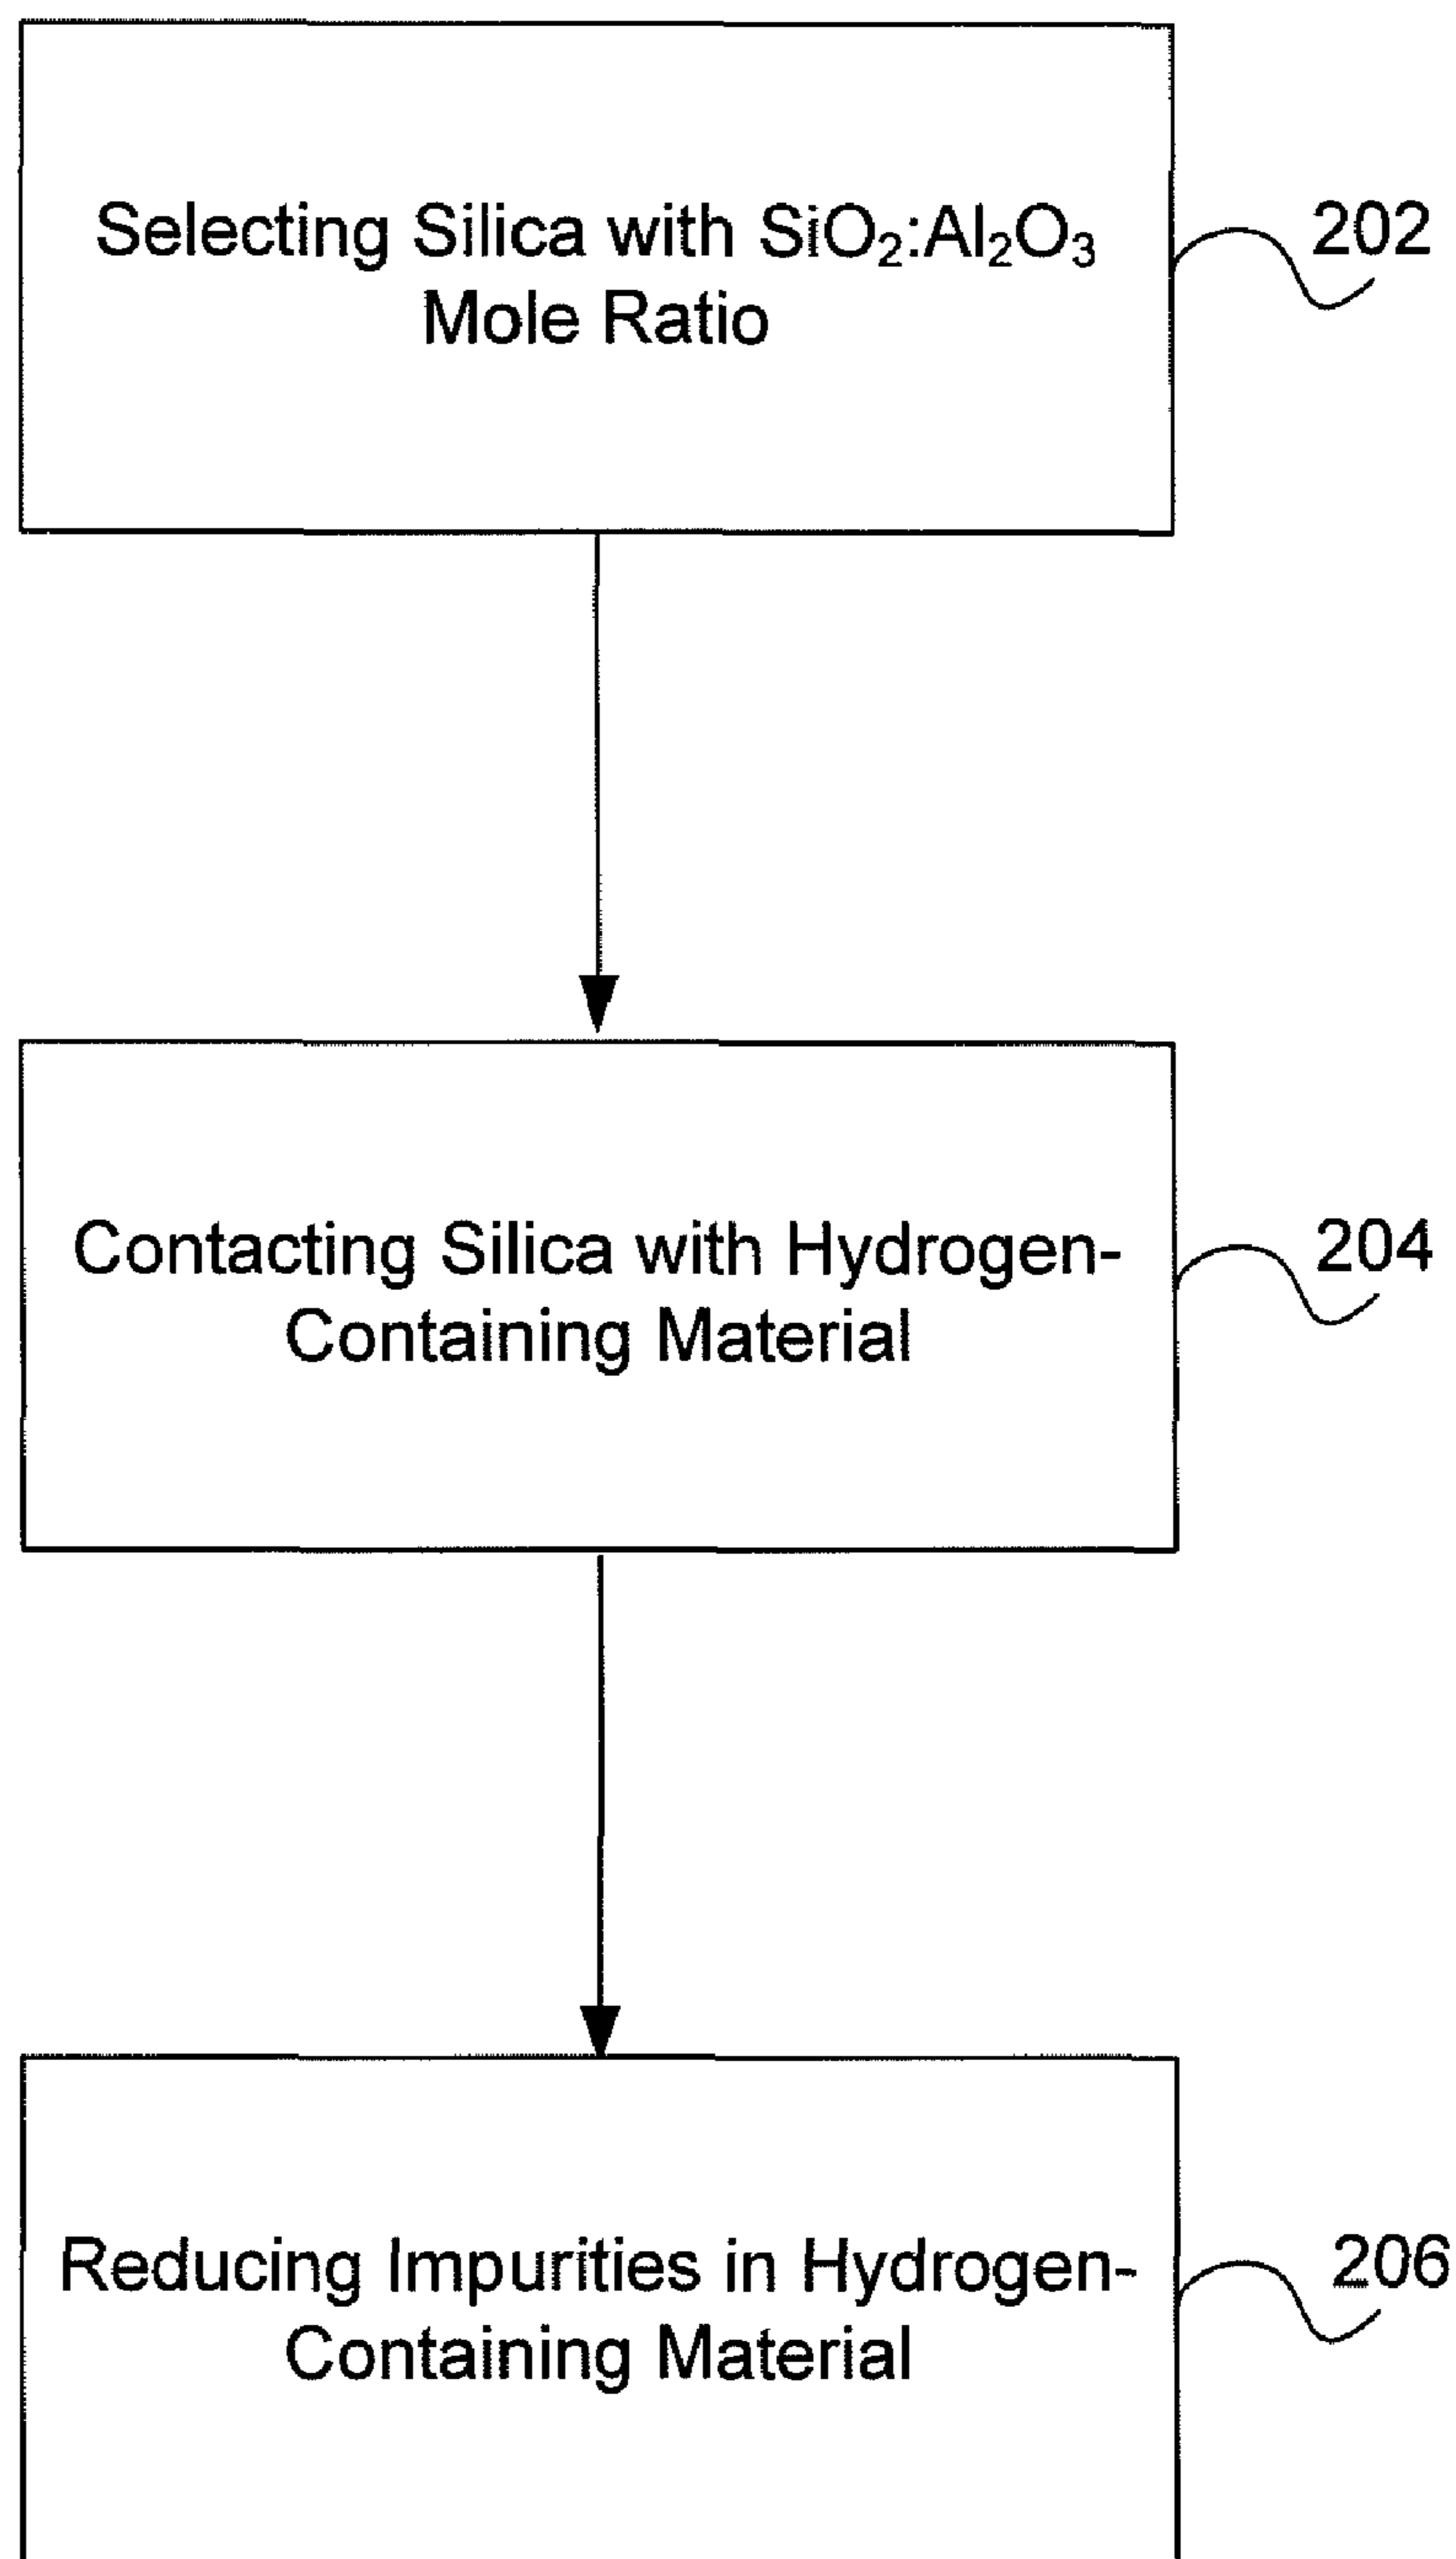 Selecting Silica with SiO₂:Al₂O₃
Mole Ratio
202
Contacting Silica with Hydrogen-
Containing Material
204
Reducing Impurities in Hydrogen-
Containing Material
206